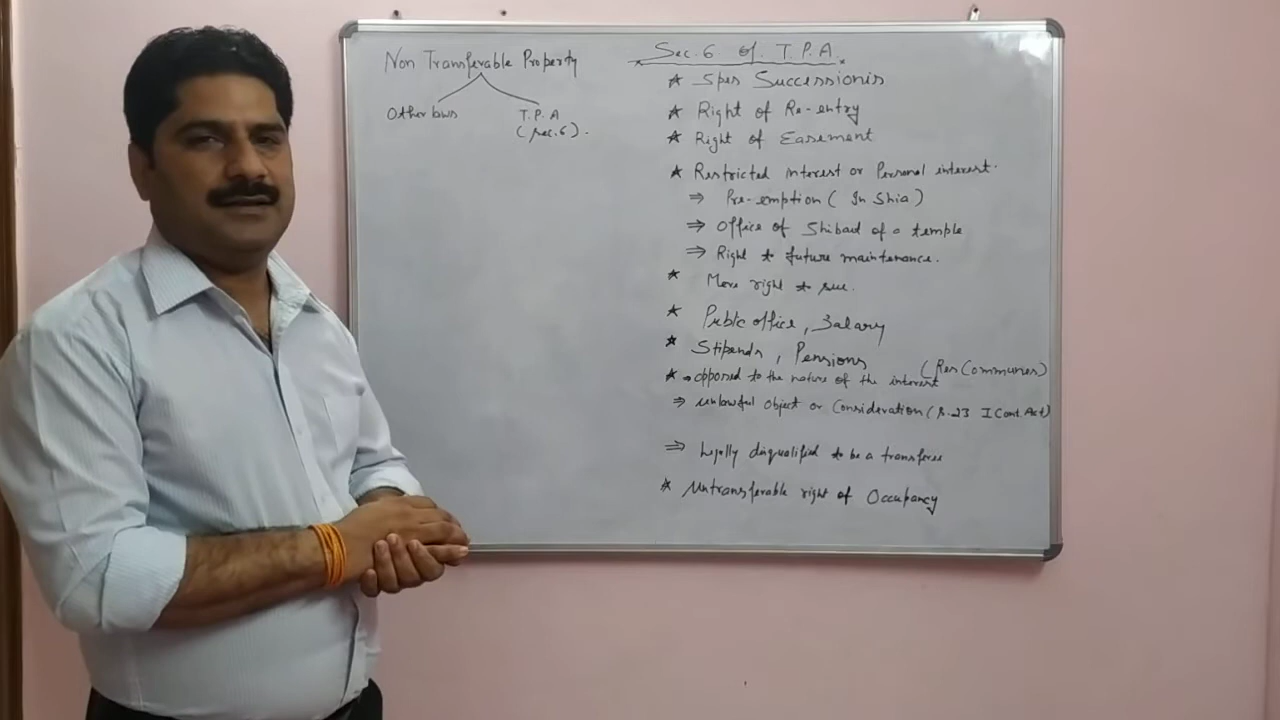 Non Transferable Property
Other laws
T.P.A
(Sec.6).
Sec.6 of T.P.A.
* Spes Successionis
* Right of Re-entry
* Right of Easement
* Restricted interest or Personal interest.
⇒ Pre-emption (In Shia)
⇒ Office of Shibad of a temple
⇒ Right to future maintenance.
* Mere right to sue.
* Public office, Salary
* Stipends, Pensions
(Res Communes)
* opposed to the nature of the interest
⇒ unlawful object or Consideration (s.23 I Cont. Act)
⇒ Legally disqualified to be a transferee
* Untransferable right of Occupancy